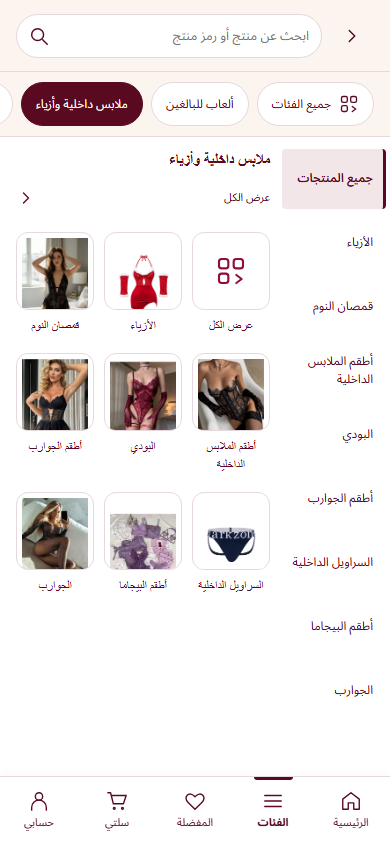 ابحث عن منتج أو رمز منتج
جميع الفئات
ألعاب للبالغين
ملابس داخلية وأزياء
جميع المنتجات
الأزياء
قمصان النوم
أطقم الملابس
الداخلية
البودي
أطقم الجوارب
السراويل الداخلية
أطقم البيجاما
الجوارب
ملابس داخلية وأزياء
عرض الكل
عرض الكل
الأزياء
قمصان النوم
أطقم الملابس
الداخلية
البودي
أطقم الجوارب
السراويل الداخلية
أطقم البيجاما
الجوارب
الرئيسية
الفئات
المفضلة
سلتي
حسابي